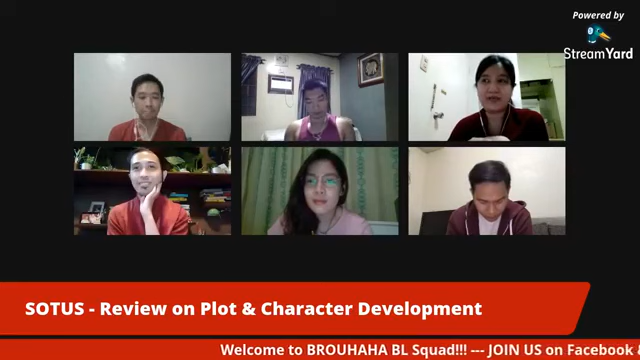 Powered by
StreamYard
SOTUS - Review on Plot & Character Development
Welcome to BROUHAHA BL Squad!!! --- JOIN US on Facebook &